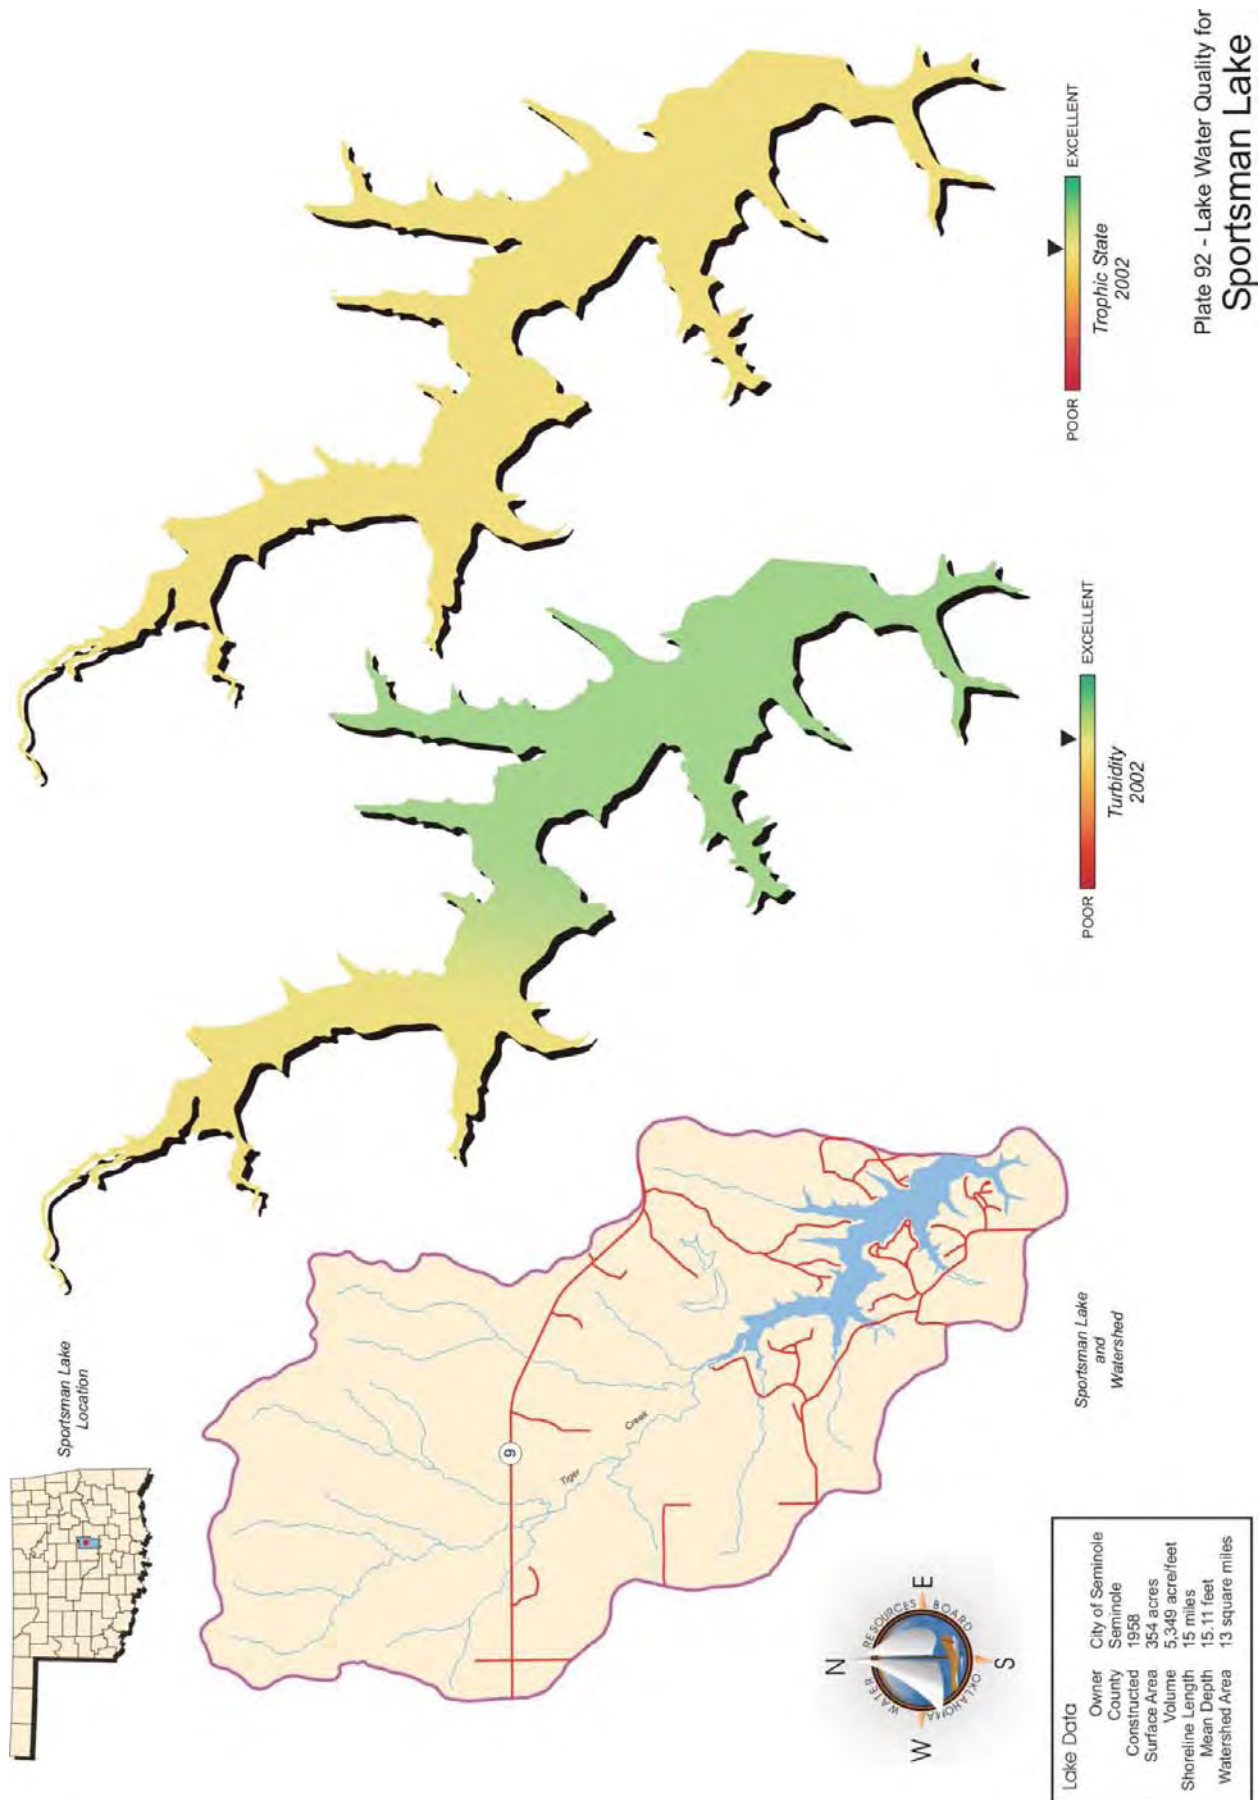 Plate 92 - Lake Water Quality for
Sportsman Lake
POOR
EXCELLENT
Trophic State
2002
POOR
EXCELLENT
Turbidity
2002
Sportsman Lake
Location
9
Tiger
Creek
Sportsman Lake
and
Watershed
N
W
E
S
OKLAHOMA WATER RESOURCES BOARD
Lake Data
Owner City of Seminole
County Seminole
Constructed 1958
Surface Area 354 acres
Volume 5,349 acre/feet
Shoreline Length 15 miles
Mean Depth 15.11 feet
Watershed Area 13 square miles